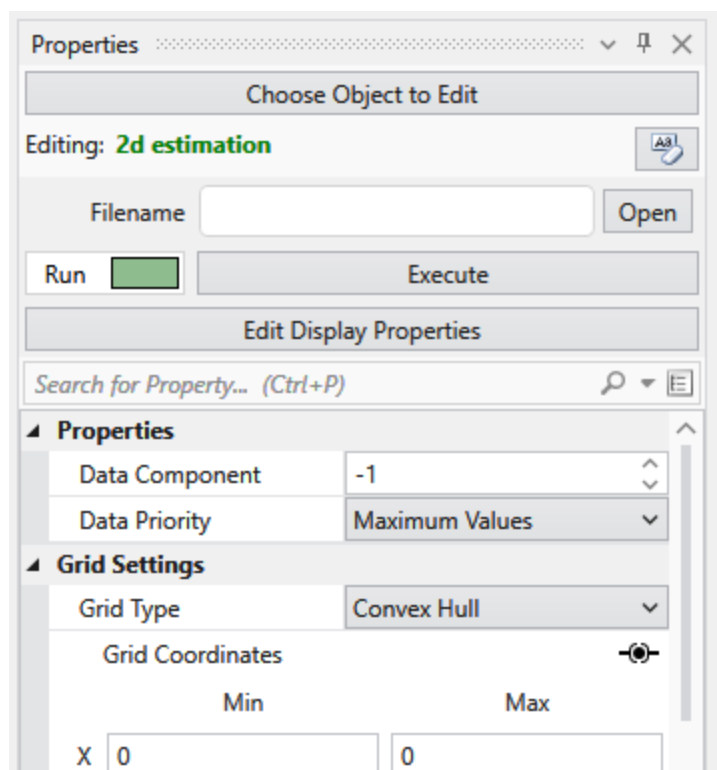 Properties
Choose Object to Edit
Editing: 2d estimation
Filename Open
Run Execute
Edit Display Properties
Search for Property... (Ctrl+P)
Properties
Data Component -1
Data Priority Maximum Values
Grid Settings
Grid Type Convex Hull
Grid Coordinates
Min Max
X 0 0